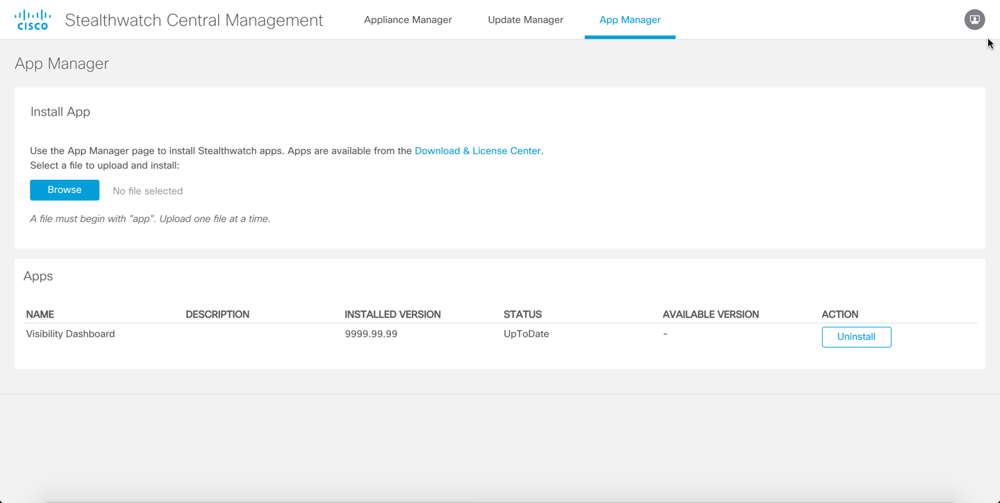 cisco
Stealthwatch Central Management
Appliance Manager
Update Manager
App Manager
App Manager
Install App
Use the App Manager page to install Stealthwatch apps. Apps are available from the Download & License Center.
Select a file to upload and install:
Browse
No file selected
A file must begin with "app". Upload one file at a time.
Apps
NAME DESCRIPTION INSTALLED VERSION STATUS AVAILABLE VERSION ACTION
Visibility Dashboard 9999.99.99 UpToDate - Uninstall